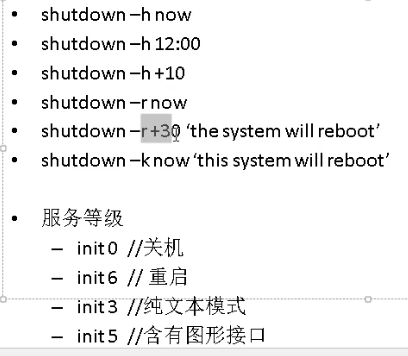 • shutdown –h now
• shutdown –h 12:00
• shutdown –h +10
• shutdown –r now
• shutdown –r +30 ‘the system will reboot’
• shutdown –k now ‘this system will reboot’
• 服务等级
– init 0 //关机
– init 6 // 重启
– init 3 //纯文本模式
– init 5 //含有图形接口